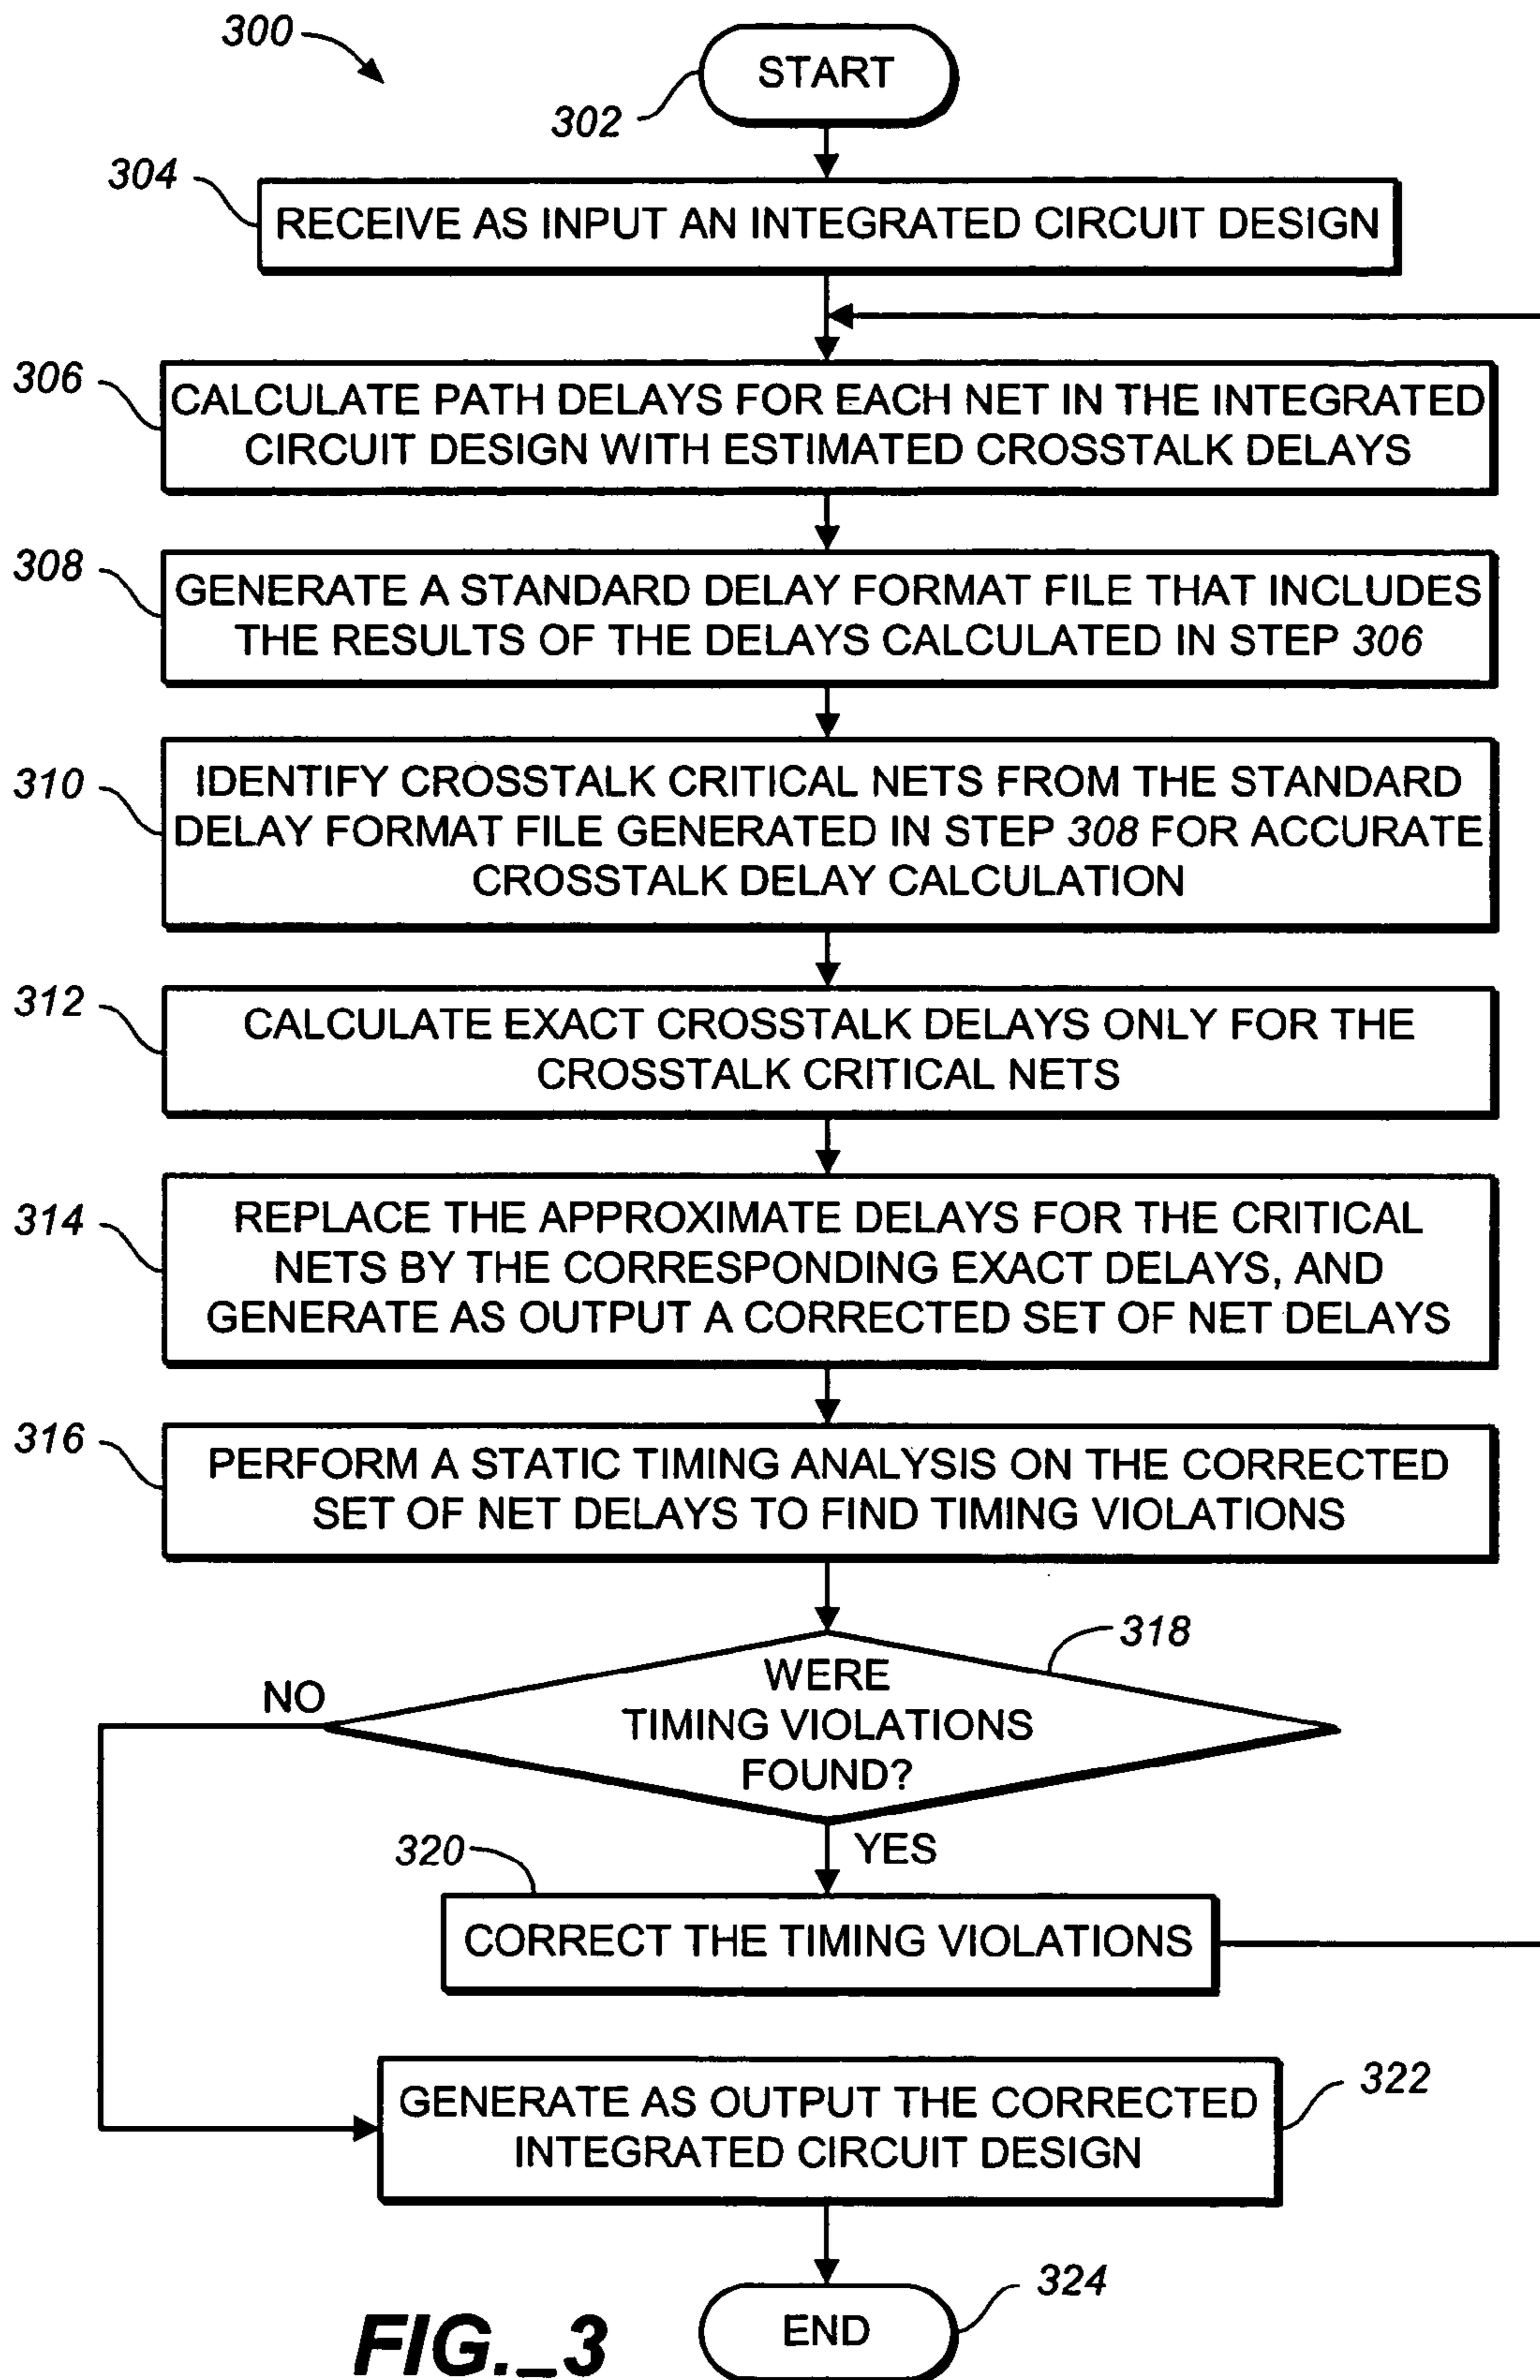 300
START
302
304
RECEIVE AS INPUT AN INTEGRATED CIRCUIT DESIGN
306
CALCULATE PATH DELAYS FOR EACH NET IN THE INTEGRATED
CIRCUIT DESIGN WITH ESTIMATED CROSSTALK DELAYS
308
GENERATE A STANDARD DELAY FORMAT FILE THAT INCLUDES
THE RESULTS OF THE DELAYS CALCULATED IN STEP 306
310
IDENTIFY CROSSTALK CRITICAL NETS FROM THE STANDARD
DELAY FORMAT FILE GENERATED IN STEP 308 FOR ACCURATE
CROSSTALK DELAY CALCULATION
312
CALCULATE EXACT CROSSTALK DELAYS ONLY FOR THE
CROSSTALK CRITICAL NETS
314
REPLACE THE APPROXIMATE DELAYS FOR THE CRITICAL
NETS BY THE CORRESPONDING EXACT DELAYS, AND
GENERATE AS OUTPUT A CORRECTED SET OF NET DELAYS
316
PERFORM A STATIC TIMING ANALYSIS ON THE CORRECTED
SET OF NET DELAYS TO FIND TIMING VIOLATIONS
318
NO
WERE
TIMING VIOLATIONS
FOUND?
320
YES
CORRECT THE TIMING VIOLATIONS
322
GENERATE AS OUTPUT THE CORRECTED
INTEGRATED CIRCUIT DESIGN
324
END
FIG._3